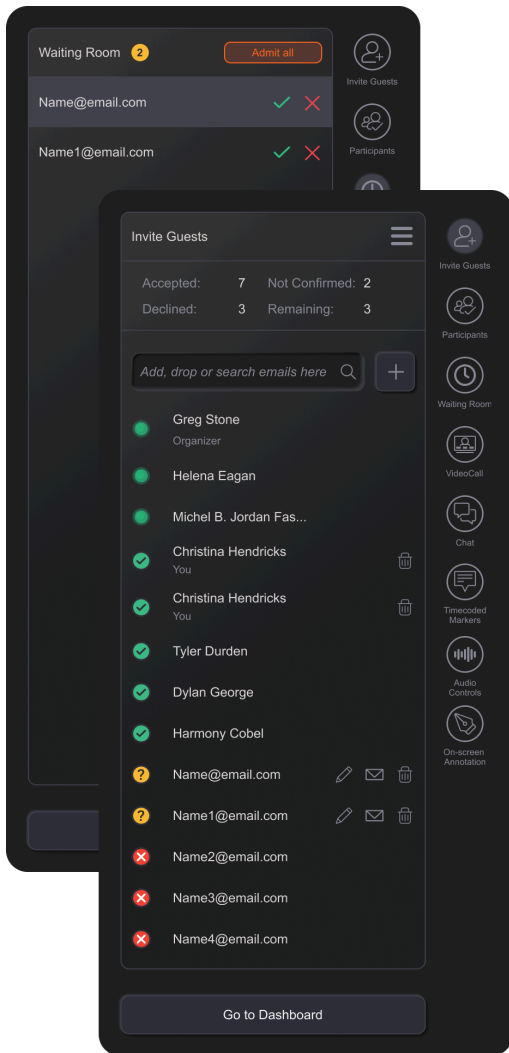 Waiting Room 2
Admit all
Name@email.com
Name1@email.com
Invite Guests
Participants
Invite Guests
Accepted: 7 Not Confirmed: 2
Declined: 3 Remaining: 3
Add, drop or search emails here
Greg Stone
Organizer
Helena Eagan
Michel B. Jordan Fas...
Christina Hendricks
You
Christina Hendricks
You
Tyler Durden
Dylan George
Harmony Cobel
Name@email.com
Name1@email.com
Name2@email.com
Name3@email.com
Name4@email.com
Go to Dashboard
Invite Guests
Participants
Waiting Room
VideoCall
Chat
Timecoded
Markers
Audio
Controls
On-screen
Annotation